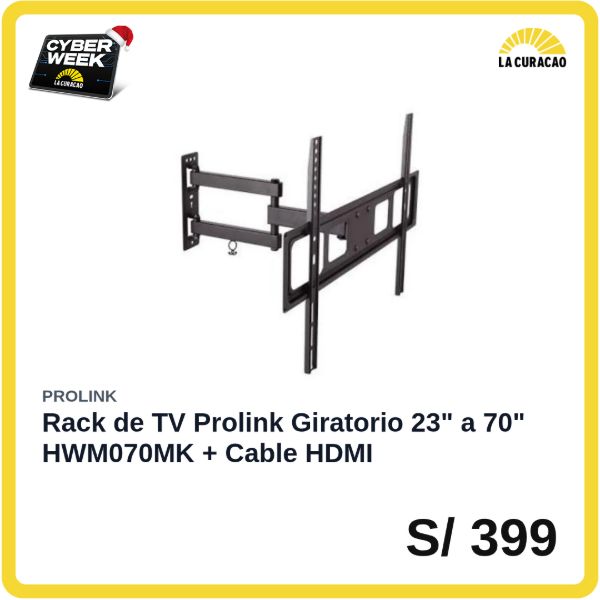 CYBER
WEEK
LA CURACAO
LA CURACAO
PROLINK
Rack de TV Prolink Giratorio 23" a 70"
HWM070MK + Cable HDMI
S/ 399